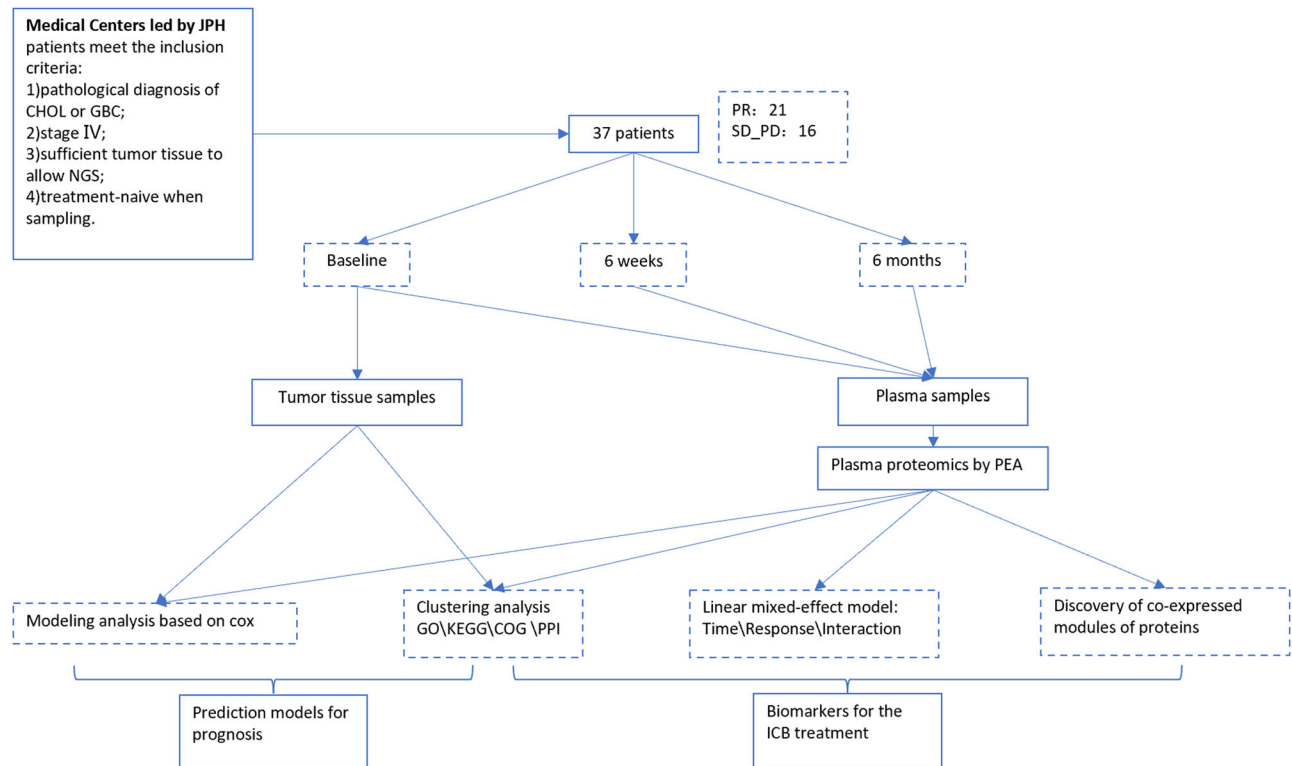 Medical Centers led by JPH
patients meet the inclusion
criteria:
1)pathological diagnosis of
CHOL or GBC;
2)stage Ⅳ;
3)sufficient tumor tissue to
allow NGS;
4)treatment-naive when
sampling.
37 patients
PR：21
SD_PD：16
Baseline
6 weeks
6 months
Tumor tissue samples
Plasma samples
Plasma proteomics by PEA
Modeling analysis based on cox
Clustering analysis
GO\KEGG\COG \PPI
Linear mixed-effect model:
Time\Response\Interaction
Discovery of co-expressed
modules of proteins
Prediction models for
prognosis
Biomarkers for the
ICB treatment